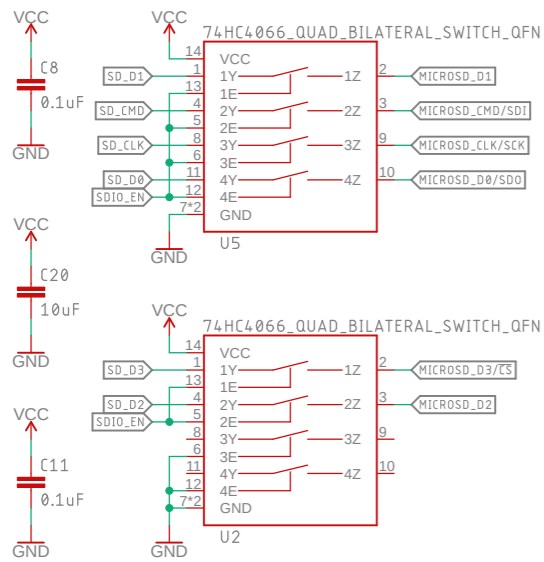 VCC
C8
0.1uF
GND
VCC
C20
10uF
GND
VCC
C11
0.1uF
GND
VCC
74HC4066_QUAD_BILATERAL_SWITCH_QFN
14 VCC
SD_D1 1 1Y 1Z 2 MICROSD_D1
13 1E
SD_CMD 4 2Y 2Z 3 MICROSD_CMD/SDI
5 2E
SD_CLK 8 3Y 3Z 9 MICROSD_CLK/SCK
6 3E
SD_D0 11 4Y 4Z 10 MICROSD_D0/SDO
SDIO_EN 12 4E
7*2 GND
GND
U5
VCC
74HC4066_QUAD_BILATERAL_SWITCH_QFN
14 VCC
SD_D3 1 1Y 1Z 2 MICROSD_D3/C̅S̅
13 1E
SD_D2 4 2Y 2Z 3 MICROSD_D2
SDIO_EN 5 2E
8 3Y 3Z 9
6 3E
11 4Y 4Z 10
12 4E
7*2 GND
GND
U2